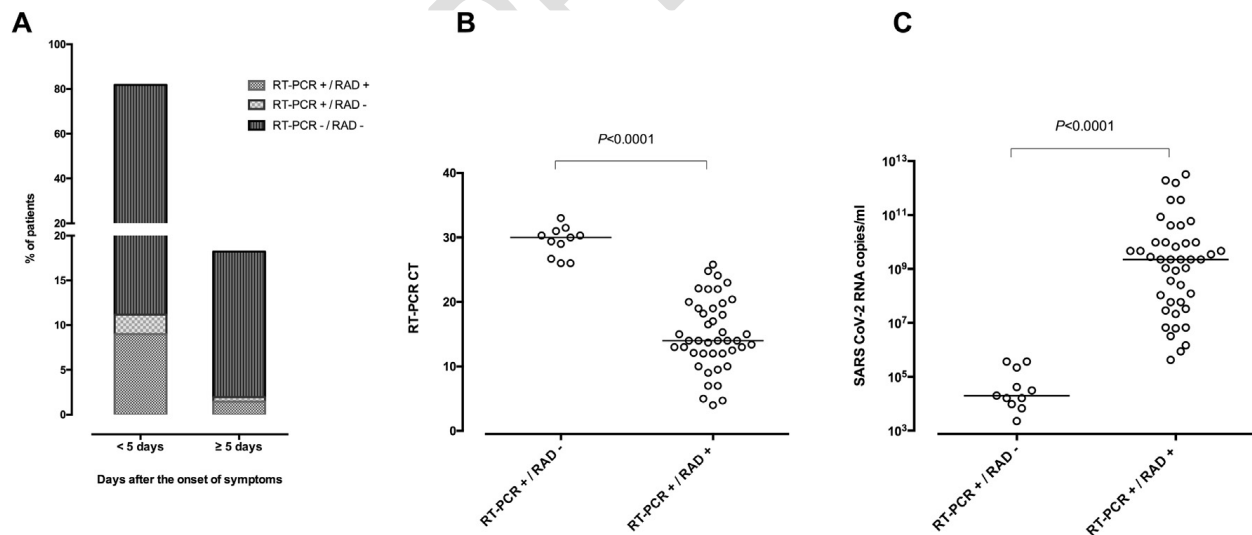 A
% of patients
100
80
60
40
20
20
15
10
5
0
< 5 days
≥ 5 days
Days after the onset of symptoms
RT-PCR + / RAD +
RT-PCR + / RAD -
RT-PCR - / RAD -
B
P<0.0001
RT-PCR CT
40
30
20
10
0
RT-PCR + / RAD -
RT-PCR + / RAD +
C
P<0.0001
SARS CoV-2 RNA copies/ml
10¹³
10¹¹
10⁹
10⁷
10⁵
10³
RT-PCR + / RAD -
RT-PCR + / RAD +